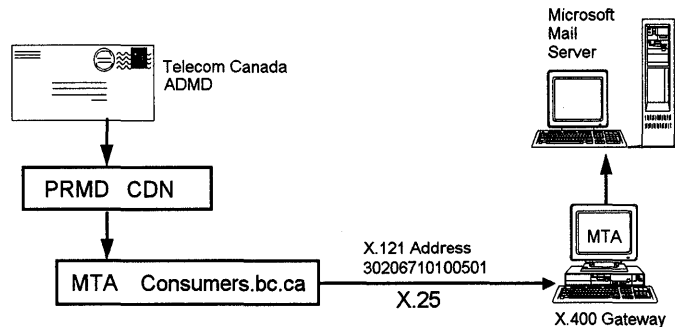 Telecom Canada
ADMD
PRMD CDN
MTA Consumers.bc.ca
X.121 Address
30206710100501
X.25
Microsoft
Mail
Server
MTA
X.400 Gateway